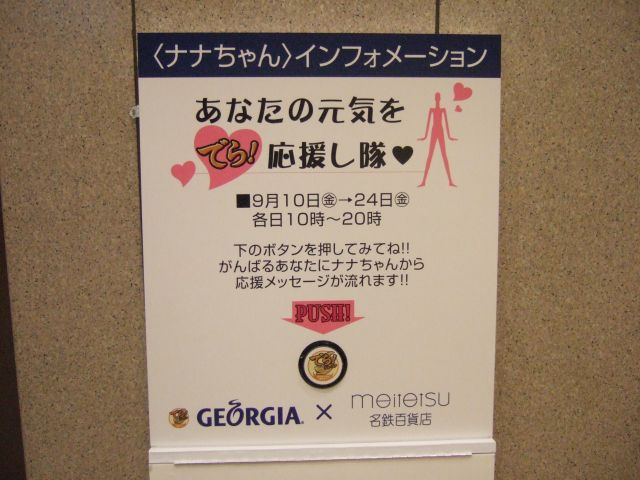 〈ナナちゃん〉インフォメーション
あなたの元気を
でら!応援し隊♥
■9月10日㊎→24日㊎
各日10時～20時
下のボタンを押してみてね!!
がんばるあなたにナナちゃんから
応援メッセージが流れます!!
PUSH!
GEORGIA × meitetsu
名鉄百貨店